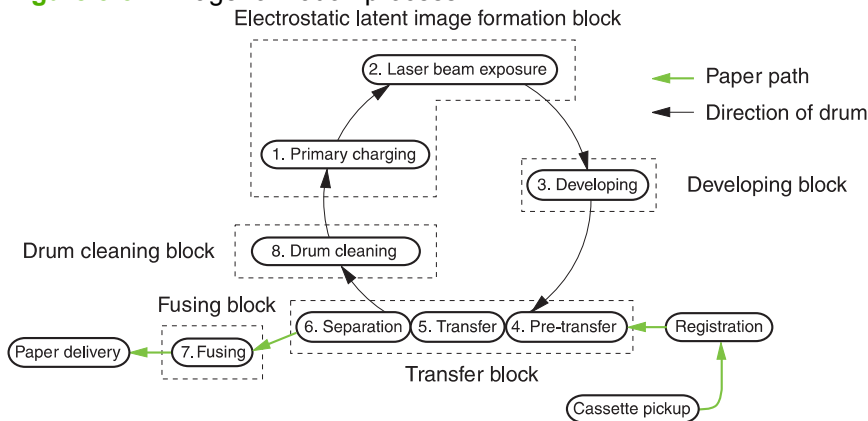 Electrostatic latent image formation block
2. Laser beam exposure
Paper path
Direction of drum
1. Primary charging
3. Developing
Developing block
Drum cleaning block
8. Drum cleaning
Fusing block
6. Separation
5. Transfer
4. Pre-transfer
Registration
Paper delivery
7. Fusing
Transfer block
Cassette pickup